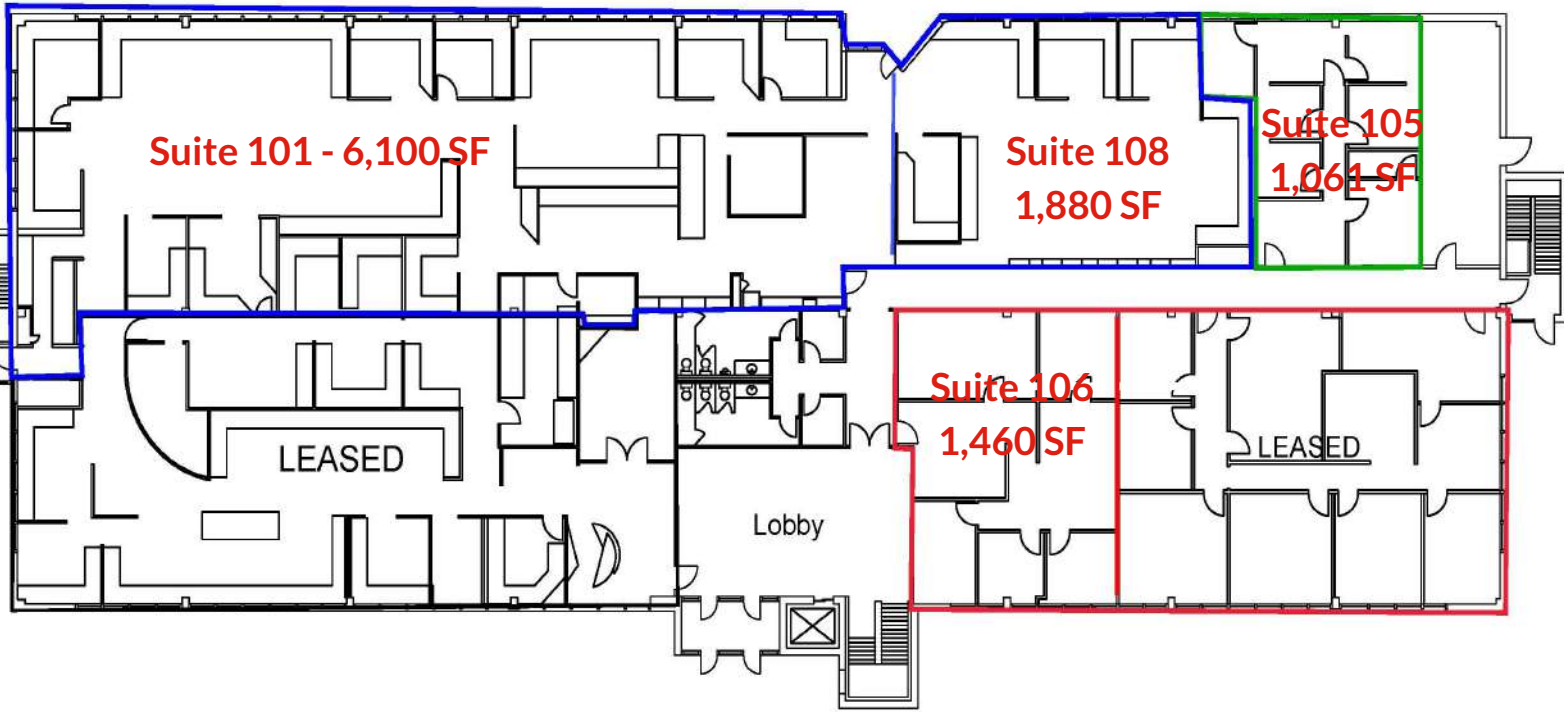 Suite 101 - 6,100 SF
Suite 108
1,880 SF
Suite 105
1,061 SF
Suite 106
1,460 SF
LEASED
LEASED
Lobby